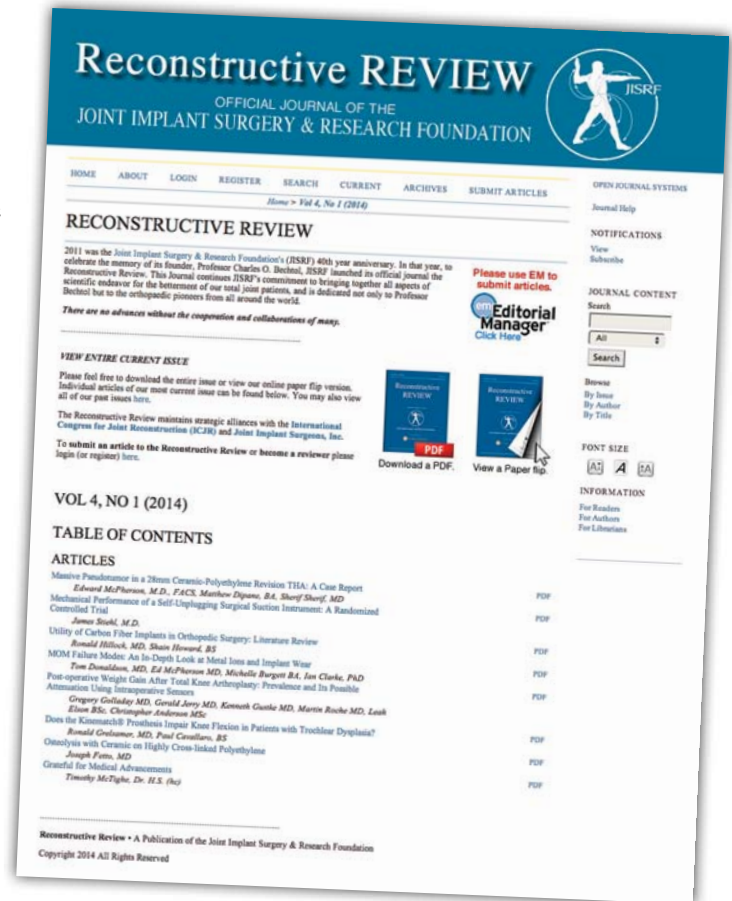 Reconstructive REVIEW
OFFICIAL JOURNAL OF THE
JOINT IMPLANT SURGERY & RESEARCH FOUNDATION
JISRF
HOME ABOUT LOGIN REGISTER SEARCH CURRENT ARCHIVES SUBMIT ARTICLES
Home > Vol 4, No 1 (2014)
RECONSTRUCTIVE REVIEW
2011 was the Joint Implant Surgery & Research Foundation's (JISRF) 40th year anniversary. In that year, to
celebrate the memory of its founder, Professor Charles O. Bechtol, JISRF launched its official journal the
Reconstructive Review. This Journal continues JISRF's commitment to bringing together all aspects of
scientific endeavor for the betterment of our total joint patients, and is dedicated not only to Professor
Bechtol but to the orthopaedic pioneers from all around the world.
There are no advances without the cooperation and collaborations of many.
Please use EM to
submit articles.
em Editorial
Manager
Click Here
VIEW ENTIRE CURRENT ISSUE
Please feel free to download the entire issue or view our online paper flip version.
Individual articles of our most current issue can be found below. You may also view
all of our past issues here.
The Reconstructive Review maintains strategic alliances with the International
Congress for Joint Reconstruction (ICJR) and Joint Implant Surgeons, Inc.
To submit an article to the Reconstructive Review or become a reviewer please
login (or register) here.
Reconstructive
REVIEW
PDF
Download a PDF.
Reconstructive
REVIEW
View a Paper flip.
VOL 4, NO 1 (2014)
TABLE OF CONTENTS
ARTICLES
Massive Pseudotumor in a 28mm Ceramic-Polyethylene Revision THA: A Case Report PDF
Edward McPherson, M.D., FACS, Matthew Dipane, BA, Sherif Sherif, MD
Mechanical Performance of a Self-Unplugging Surgical Suction Instrument: A Randomized PDF
Controlled Trial
James Stiehl, M.D.
Utility of Carbon Fiber Implants in Orthopedic Surgery: Literature Review PDF
Ronald Hillock, MD, Shain Howard, BS
MOM Failure Modes: An In-Depth Look at Metal Ions and Implant Wear PDF
Tom Donaldson, MD, Ed McPherson MD, Michelle Burgett BA, Ian Clarke, PhD
Post-operative Weight Gain After Total Knee Arthroplasty: Prevalence and Its Possible PDF
Attenuation Using Intraoperative Sensors
Gregory Golladay MD, Gerald Jerry MD, Kenneth Gustke MD, Martin Roche MD, Leah
Elson BSc, Christopher Anderson MSc
Does the Kinematch® Prosthesis Impair Knee Flexion in Patients with Trochlear Dysplasia? PDF
Ronald Grelsamer, MD, Paul Cavallaro, BS
Osteolysis with Ceramic on Highly Cross-linked Polyethylene PDF
Joseph Fetto, MD
Grateful for Medical Advancements PDF
Timothy McTighe, Dr. H.S. (hc)
Reconstructive Review • A Publication of the Joint Implant Surgery & Research Foundation
Copyright 2014 All Rights Reserved
OPEN JOURNAL SYSTEMS
Journal Help
NOTIFICATIONS
View
Subscribe
JOURNAL CONTENT
Search
All
Search
Browse
By Issue
By Author
By Title
FONT SIZE
A A A
INFORMATION
For Readers
For Authors
For Librarians